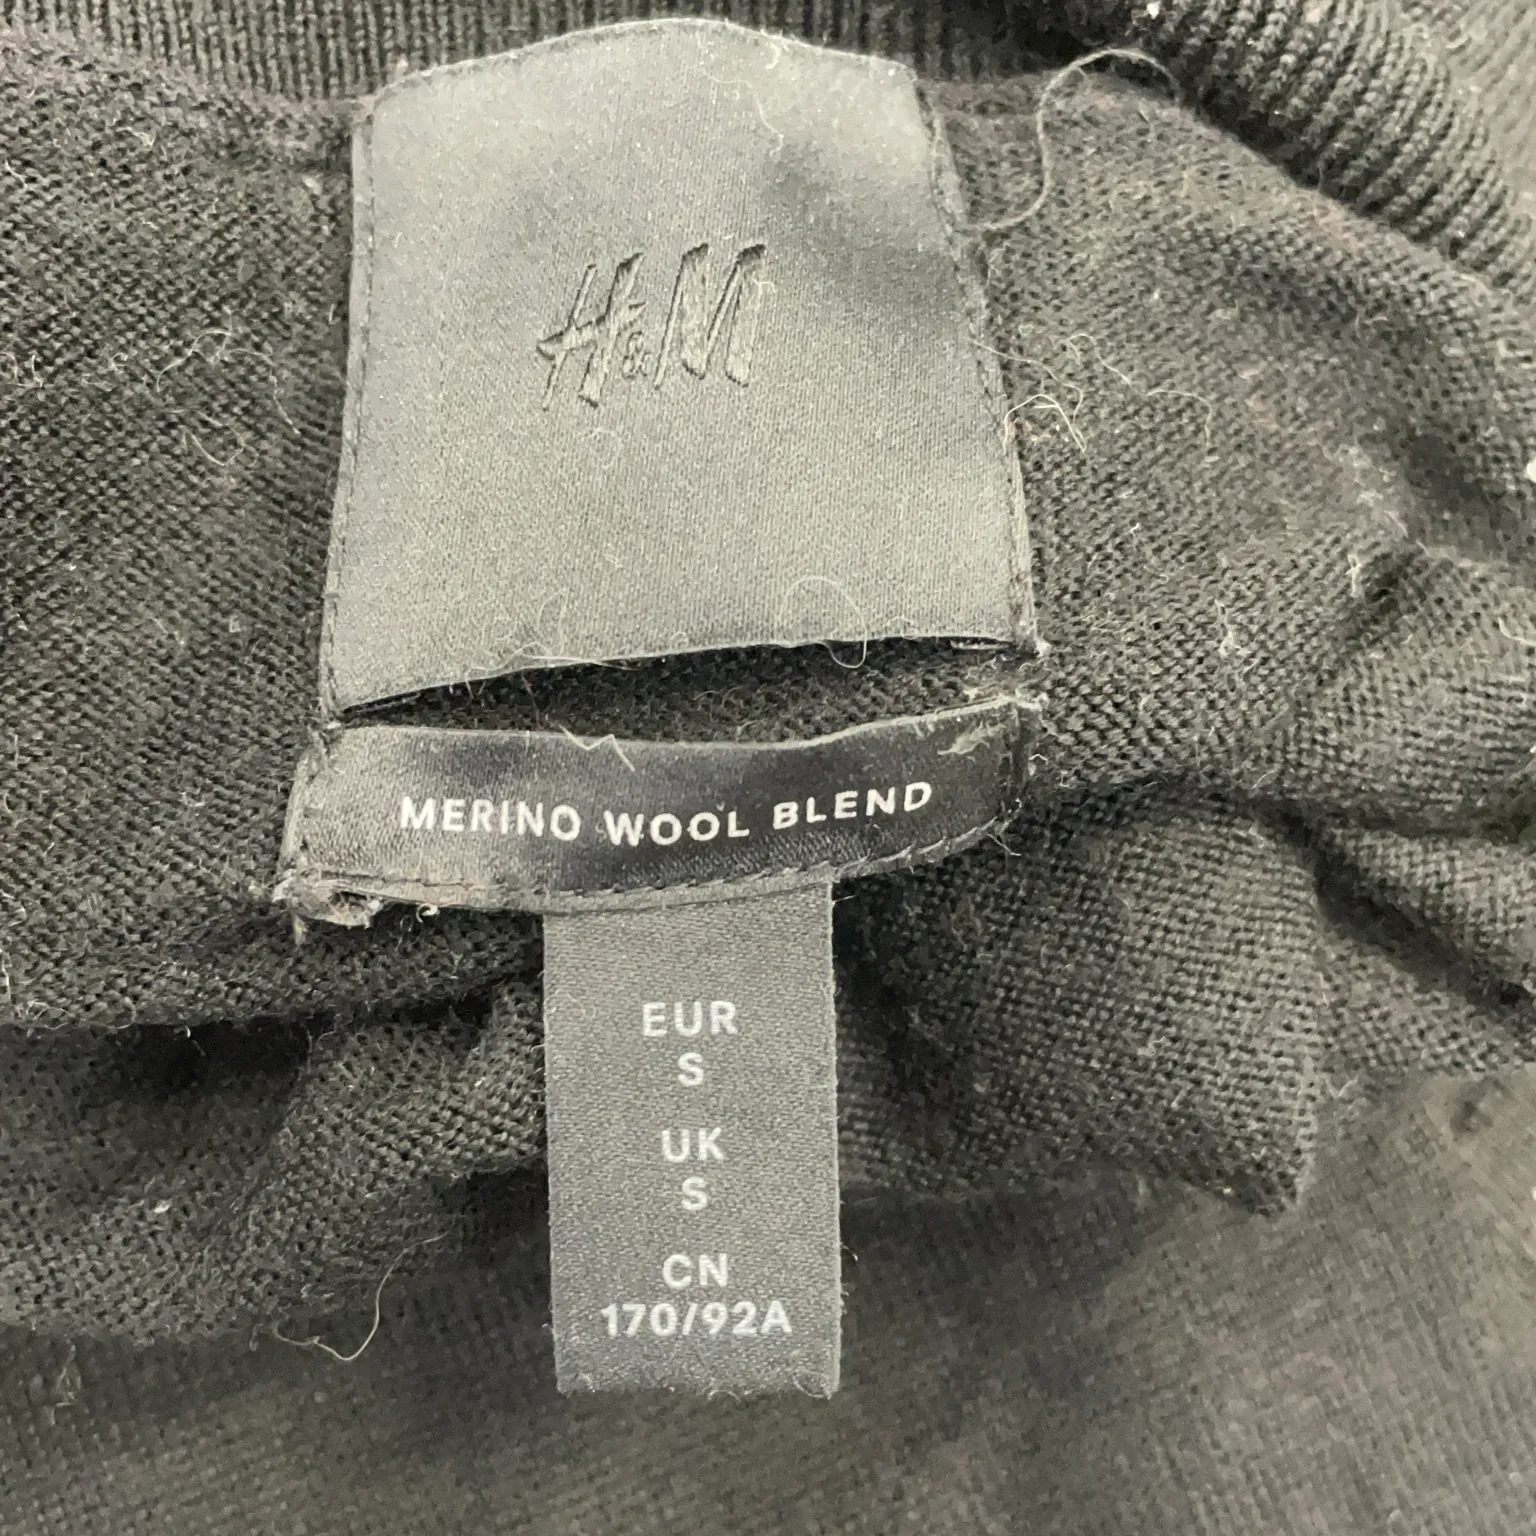 H&M
MERINO WOOL BLEND
EUR
S
UK
S
CN
170/92A